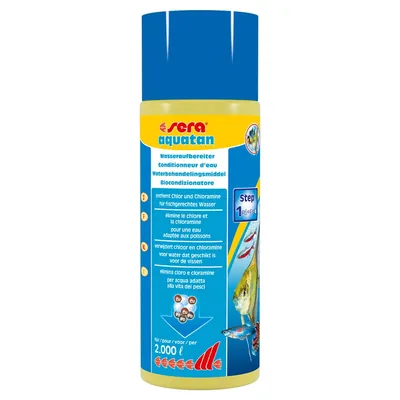 sera
aquatan
Wasseraufbereiter
Conditionneur d'eau
Waterbehandelingsmiddel
Biocondizionatore
Step
1
entfernt Chlor und Chloramine
für fischgerechtes Wasser
élimine le chlore et
la chloramine
pour une eau
adaptée aux poissons
verwijdert chloor en chloramine
voor water dat geschikt is
voor de vissen
elimina cloro e cloramine
per acqua adatta
alla vita dei pesci
für / pour / voor / per
2.000 ℓ